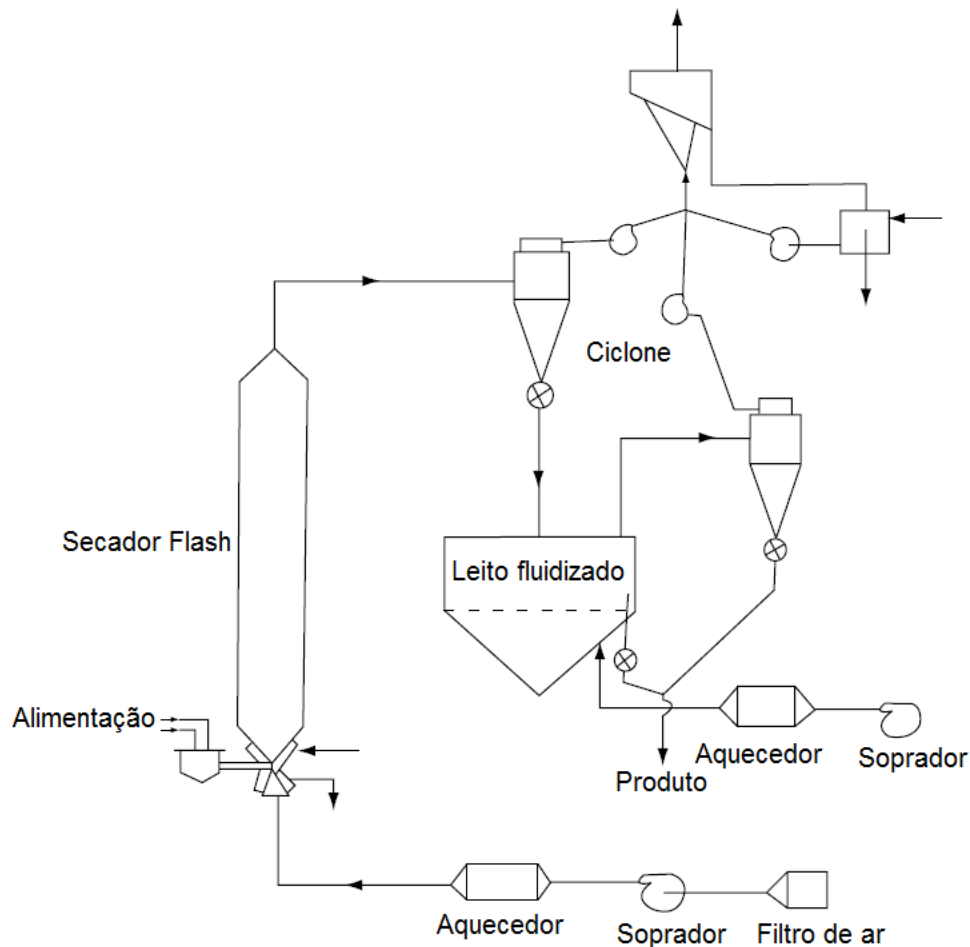 Ciclone
Secador Flash
Leito fluidizado
Alimentação
Aquecedor
Soprador
Produto
Aquecedor
Soprador
Filtro de ar